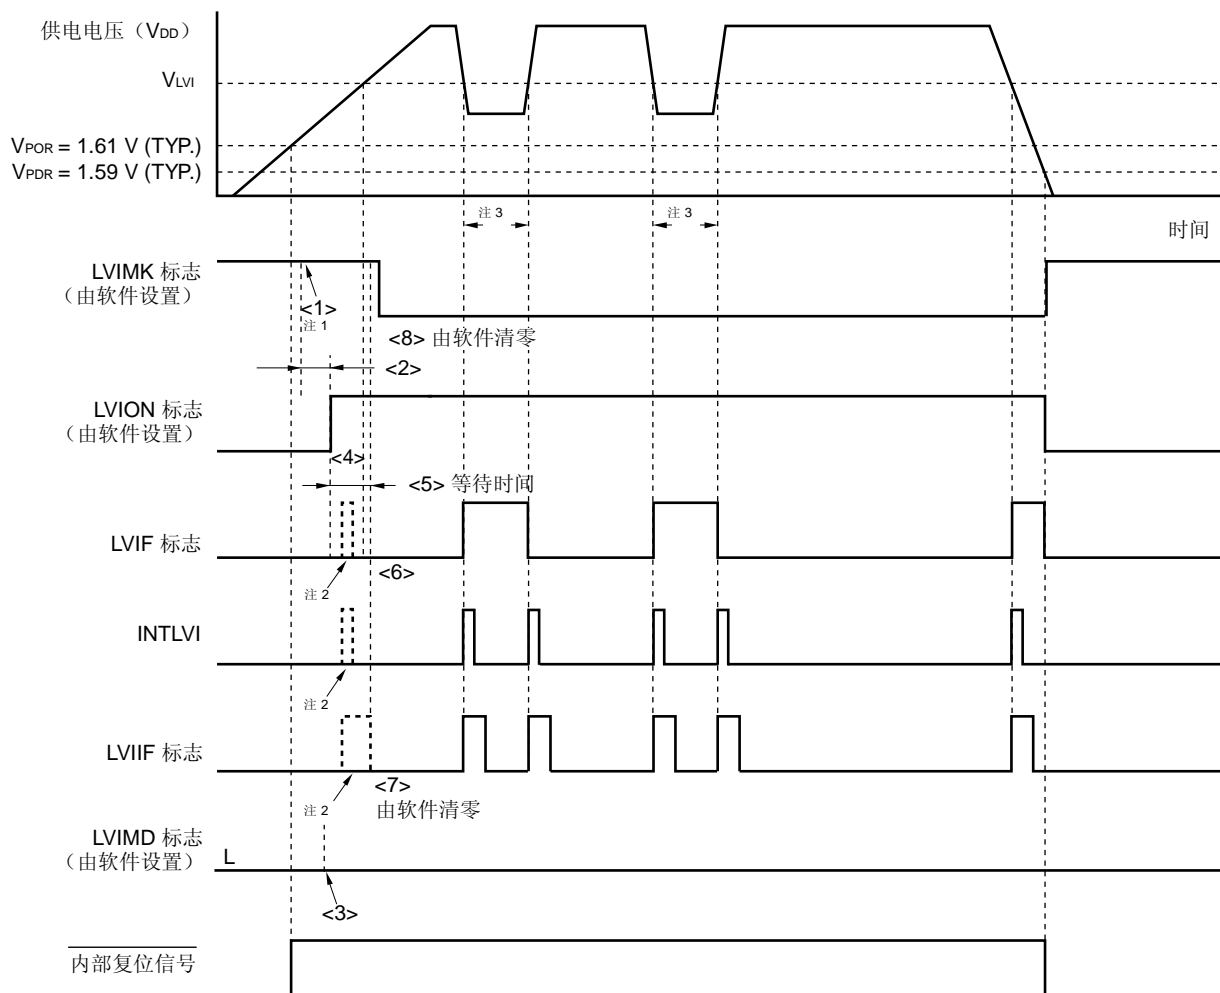 供电电压（VDD）
VLVI
VPOR = 1.61 V (TYP.)
VPDR = 1.59 V (TYP.)
注 3
注 3
时间
LVIMK 标志
（由软件设置）
<1>
注 1
<8> 由软件清零
<2>
LVION 标志
（由软件设置）
<4>
<5> 等待时间
LVIF 标志
注 2
<6>
INTLVI
注 2
LVIIF 标志
<7>
注 2
由软件清零
LVIMD 标志
（由软件设置）
L
<3>
内部复位信号